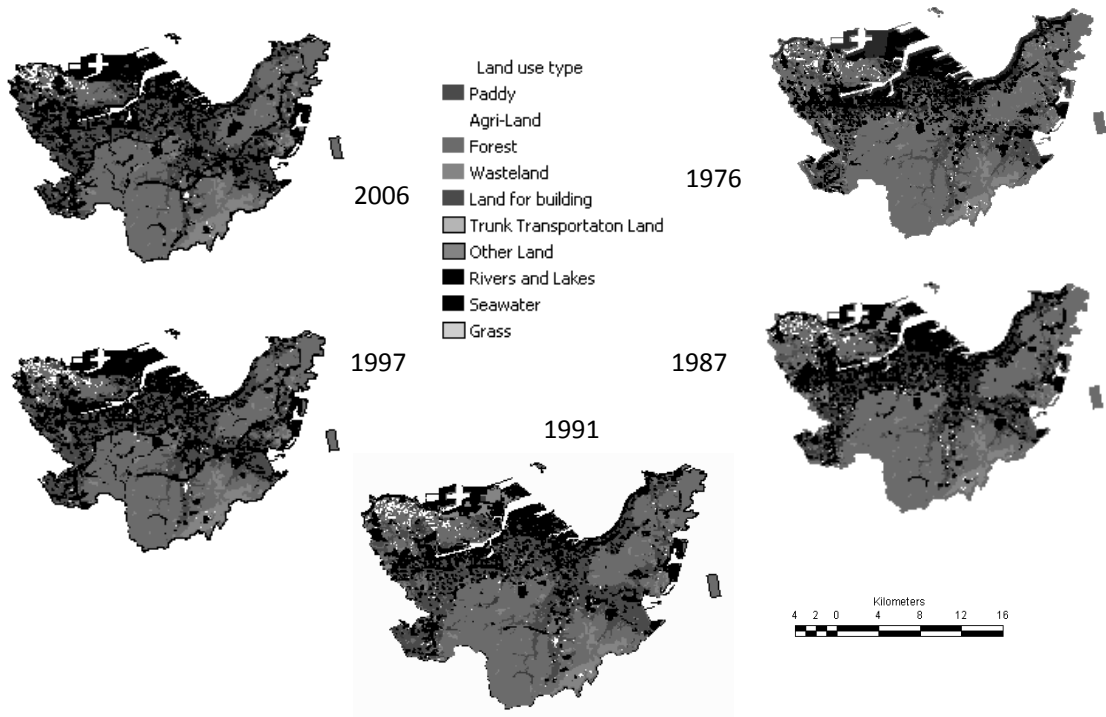 Land use type
Paddy
Agri-Land
Forest
Wasteland
Land for building
Trunk Transportaton Land
Other Land
Rivers and Lakes
Seawater
Grass
2006
1976
1997
1987
1991
Kilometers
4 2 0 4 8 12 16